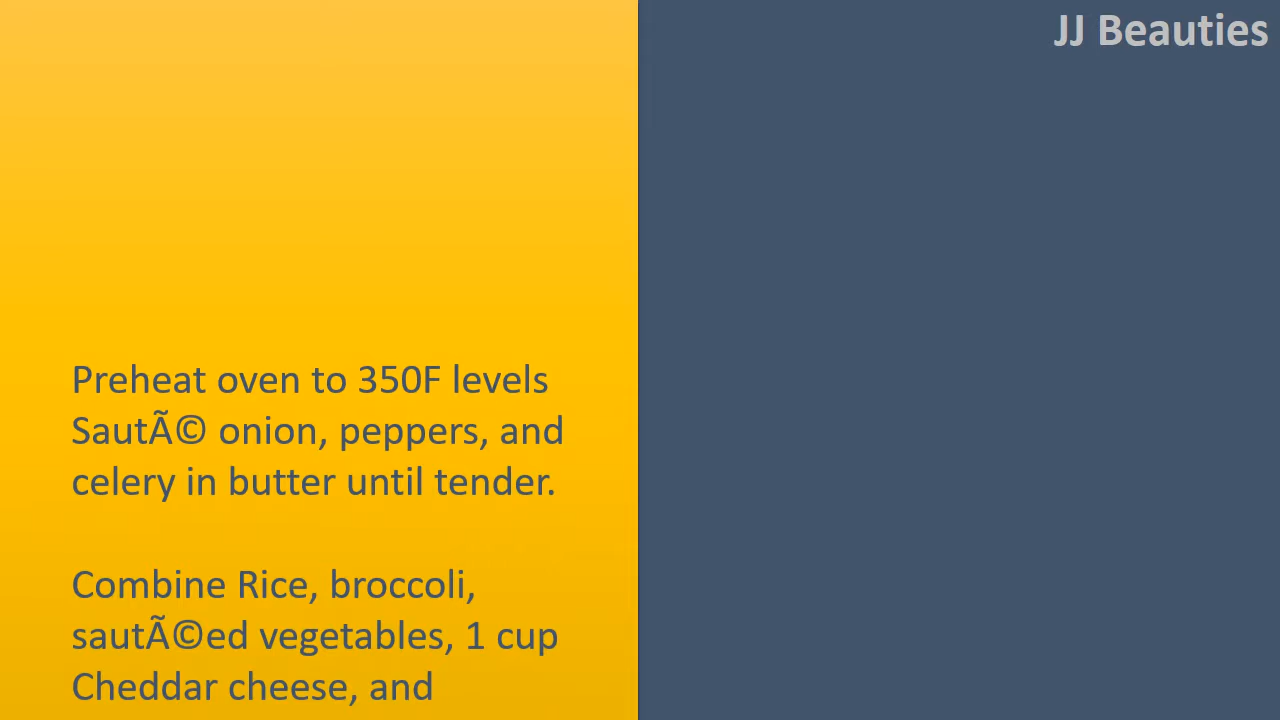 JJ Beauties
Preheat oven to 350F levels
SautÃ© onion, peppers, and
celery in butter until tender.
Combine Rice, broccoli,
sautÃ©ed vegetables, 1 cup
Cheddar cheese, and